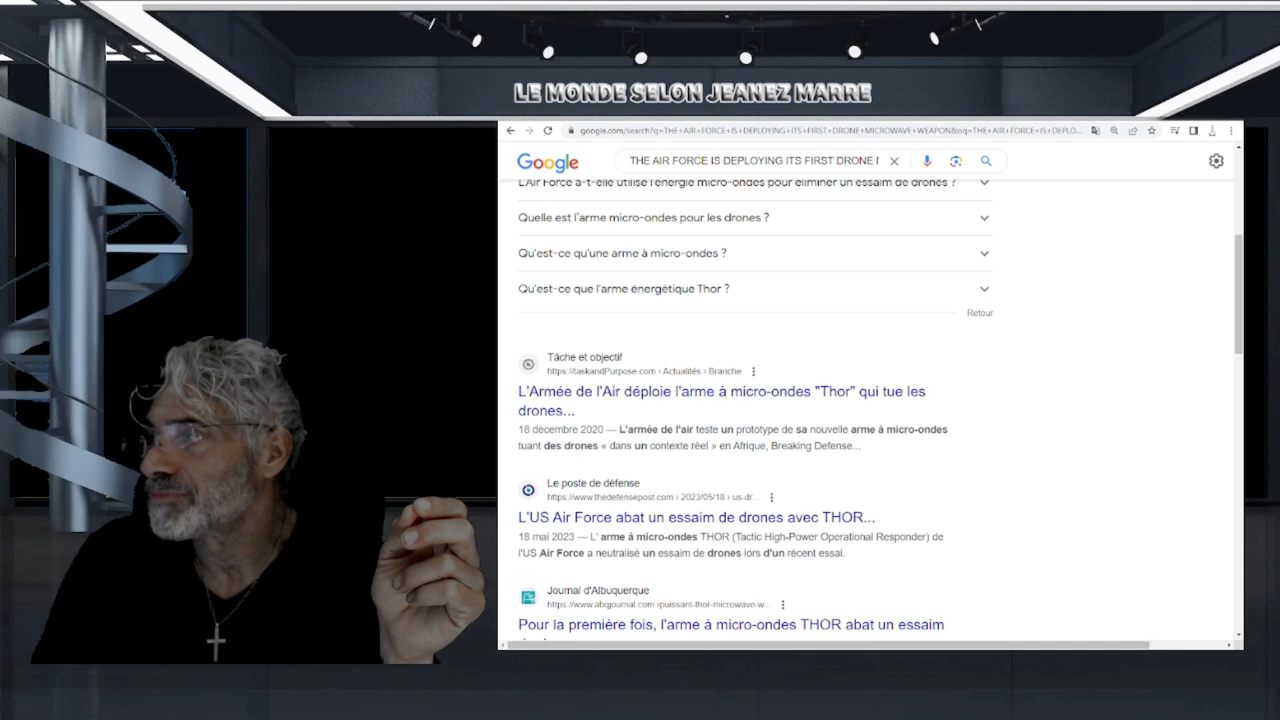 LE MONDE SELON JEANEZ MARRE
google.com/search?q=THE+AIR+FORCE+IS+DEPLOYING+ITS+FIRST+DRONE+MICROWAVE+WEAPON&oq=THE+AIR+FORCE+IS+DEPLO...
Google
THE AIR FORCE IS DEPLOYING ITS FIRST DRONE
L'Air Force a-t-elle utilisé l'énergie micro-ondes pour éliminer un essaim de drones ?
Quelle est l'arme micro-ondes pour les drones ?
Qu'est-ce qu'une arme à micro-ondes ?
Qu'est-ce que l'arme énergétique Thor ?
Retour
Tâche et objectif
https://taskandPurpose.com › Actualités › Branche
L'Armée de l'Air déploie l'arme à micro-ondes "Thor" qui tue les
drones...
18 décembre 2020 — L'armée de l'air teste un prototype de sa nouvelle arme à micro-ondes
tuant des drones « dans un contexte réel » en Afrique, Breaking Defense...
Le poste de défense
https://www.thedefensepost.com › 2023/05/18 › us-dr...
L'US Air Force abat un essaim de drones avec THOR...
18 mai 2023 — L' arme à micro-ondes THOR (Tactic High-Power Operational Responder) de
l'US Air Force a neutralisé un essaim de drones lors d'un récent essai.
Journal d'Albuquerque
https://www.abqjournal.com ›puissant-thor-microwave-w...
Pour la première fois, l'arme à micro-ondes THOR abat un essaim